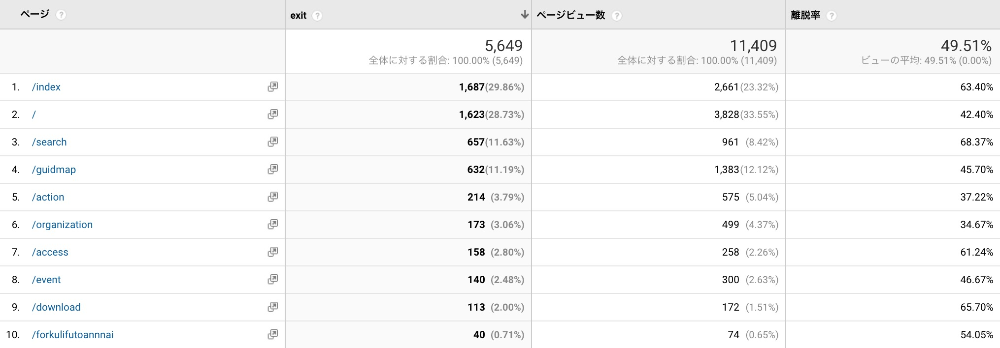 ページ ? exit ? ページビュー数 ? 離脱率 ?
5,649 11,409 49.51%
全体に対する割合: 100.00% (5,649) 全体に対する割合: 100.00% (11,409) ビューの平均: 49.51% (0.00%)
1. /index 1,687(29.86%) 2,661(23.32%) 63.40%
2. / 1,623(28.73%) 3,828(33.55%) 42.40%
3. /search 657(11.63%) 961 (8.42%) 68.37%
4. /guidmap 632(11.19%) 1,383(12.12%) 45.70%
5. /action 214 (3.79%) 575 (5.04%) 37.22%
6. /organization 173 (3.06%) 499 (4.37%) 34.67%
7. /access 158 (2.80%) 258 (2.26%) 61.24%
8. /event 140 (2.48%) 300 (2.63%) 46.67%
9. /download 113 (2.00%) 172 (1.51%) 65.70%
10. /forkulifutoannnai 40 (0.71%) 74 (0.65%) 54.05%